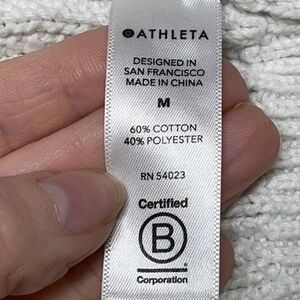 ATHLETA
DESIGNED IN
SAN FRANCISCO
MADE IN CHINA
M
60% COTTON
40% POLYESTER
RN 54023
Certified
B
Corporation